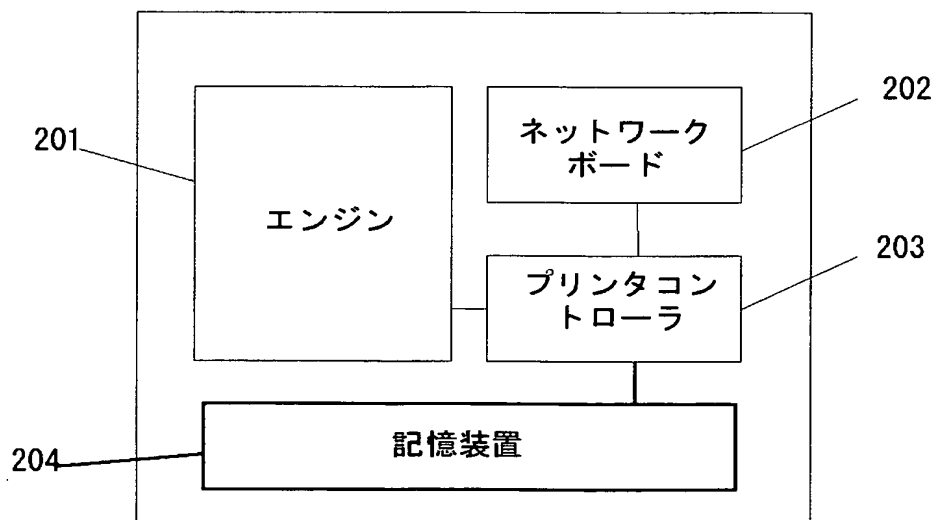 201
エンジン
ネットワーク
ボード
202
プリンタコン
トローラ
203
記憶装置
204